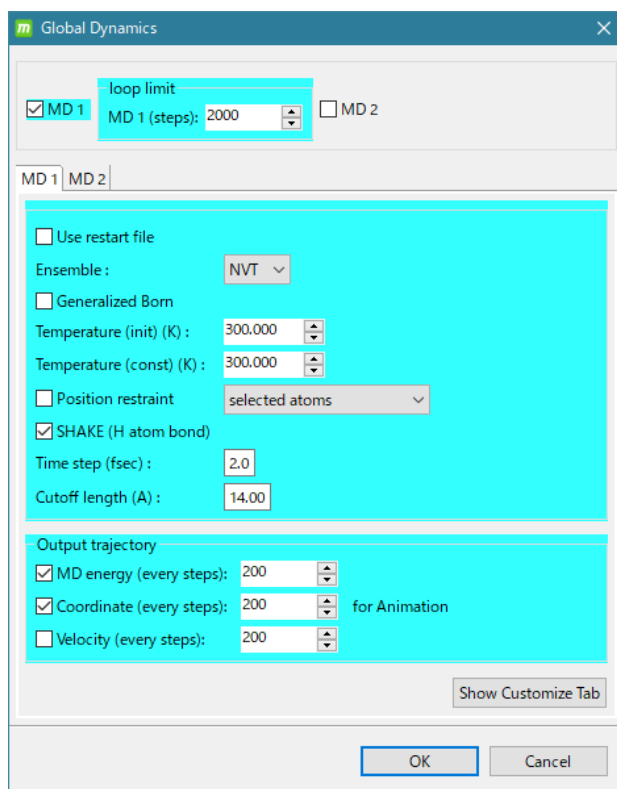 m Global Dynamics
loop limit
MD 1 MD 1 (steps): 2000 MD 2
MD 1 MD 2
Use restart file
Ensemble : NVT
Generalized Born
Temperature (init) (K) : 300.000
Temperature (const) (K) : 300.000
Position restraint selected atoms
SHAKE (H atom bond)
Time step (fsec) : 2.0
Cutoff length (A) : 14.00
Output trajectory
MD energy (every steps): 200
Coordinate (every steps): 200 for Animation
Velocity (every steps): 200
Show Customize Tab
OK Cancel